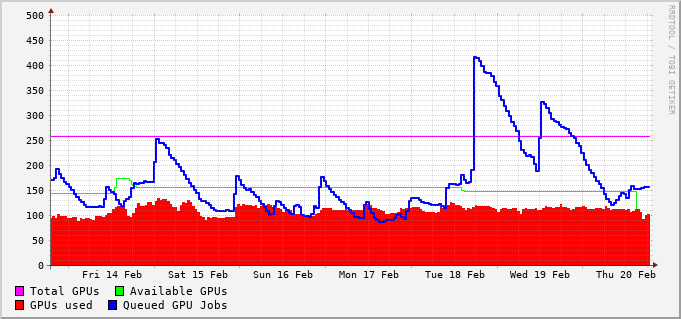 500
450
400
350
300
250
200
150
100
50
0
Fri 14 Feb Sat 15 Feb Sun 16 Feb Mon 17 Feb Tue 18 Feb Wed 19 Feb Thu 20 Feb
Total GPUs Available GPUs
GPUs used Queued GPU Jobs
RRDTOOL / TOBI OETIKER